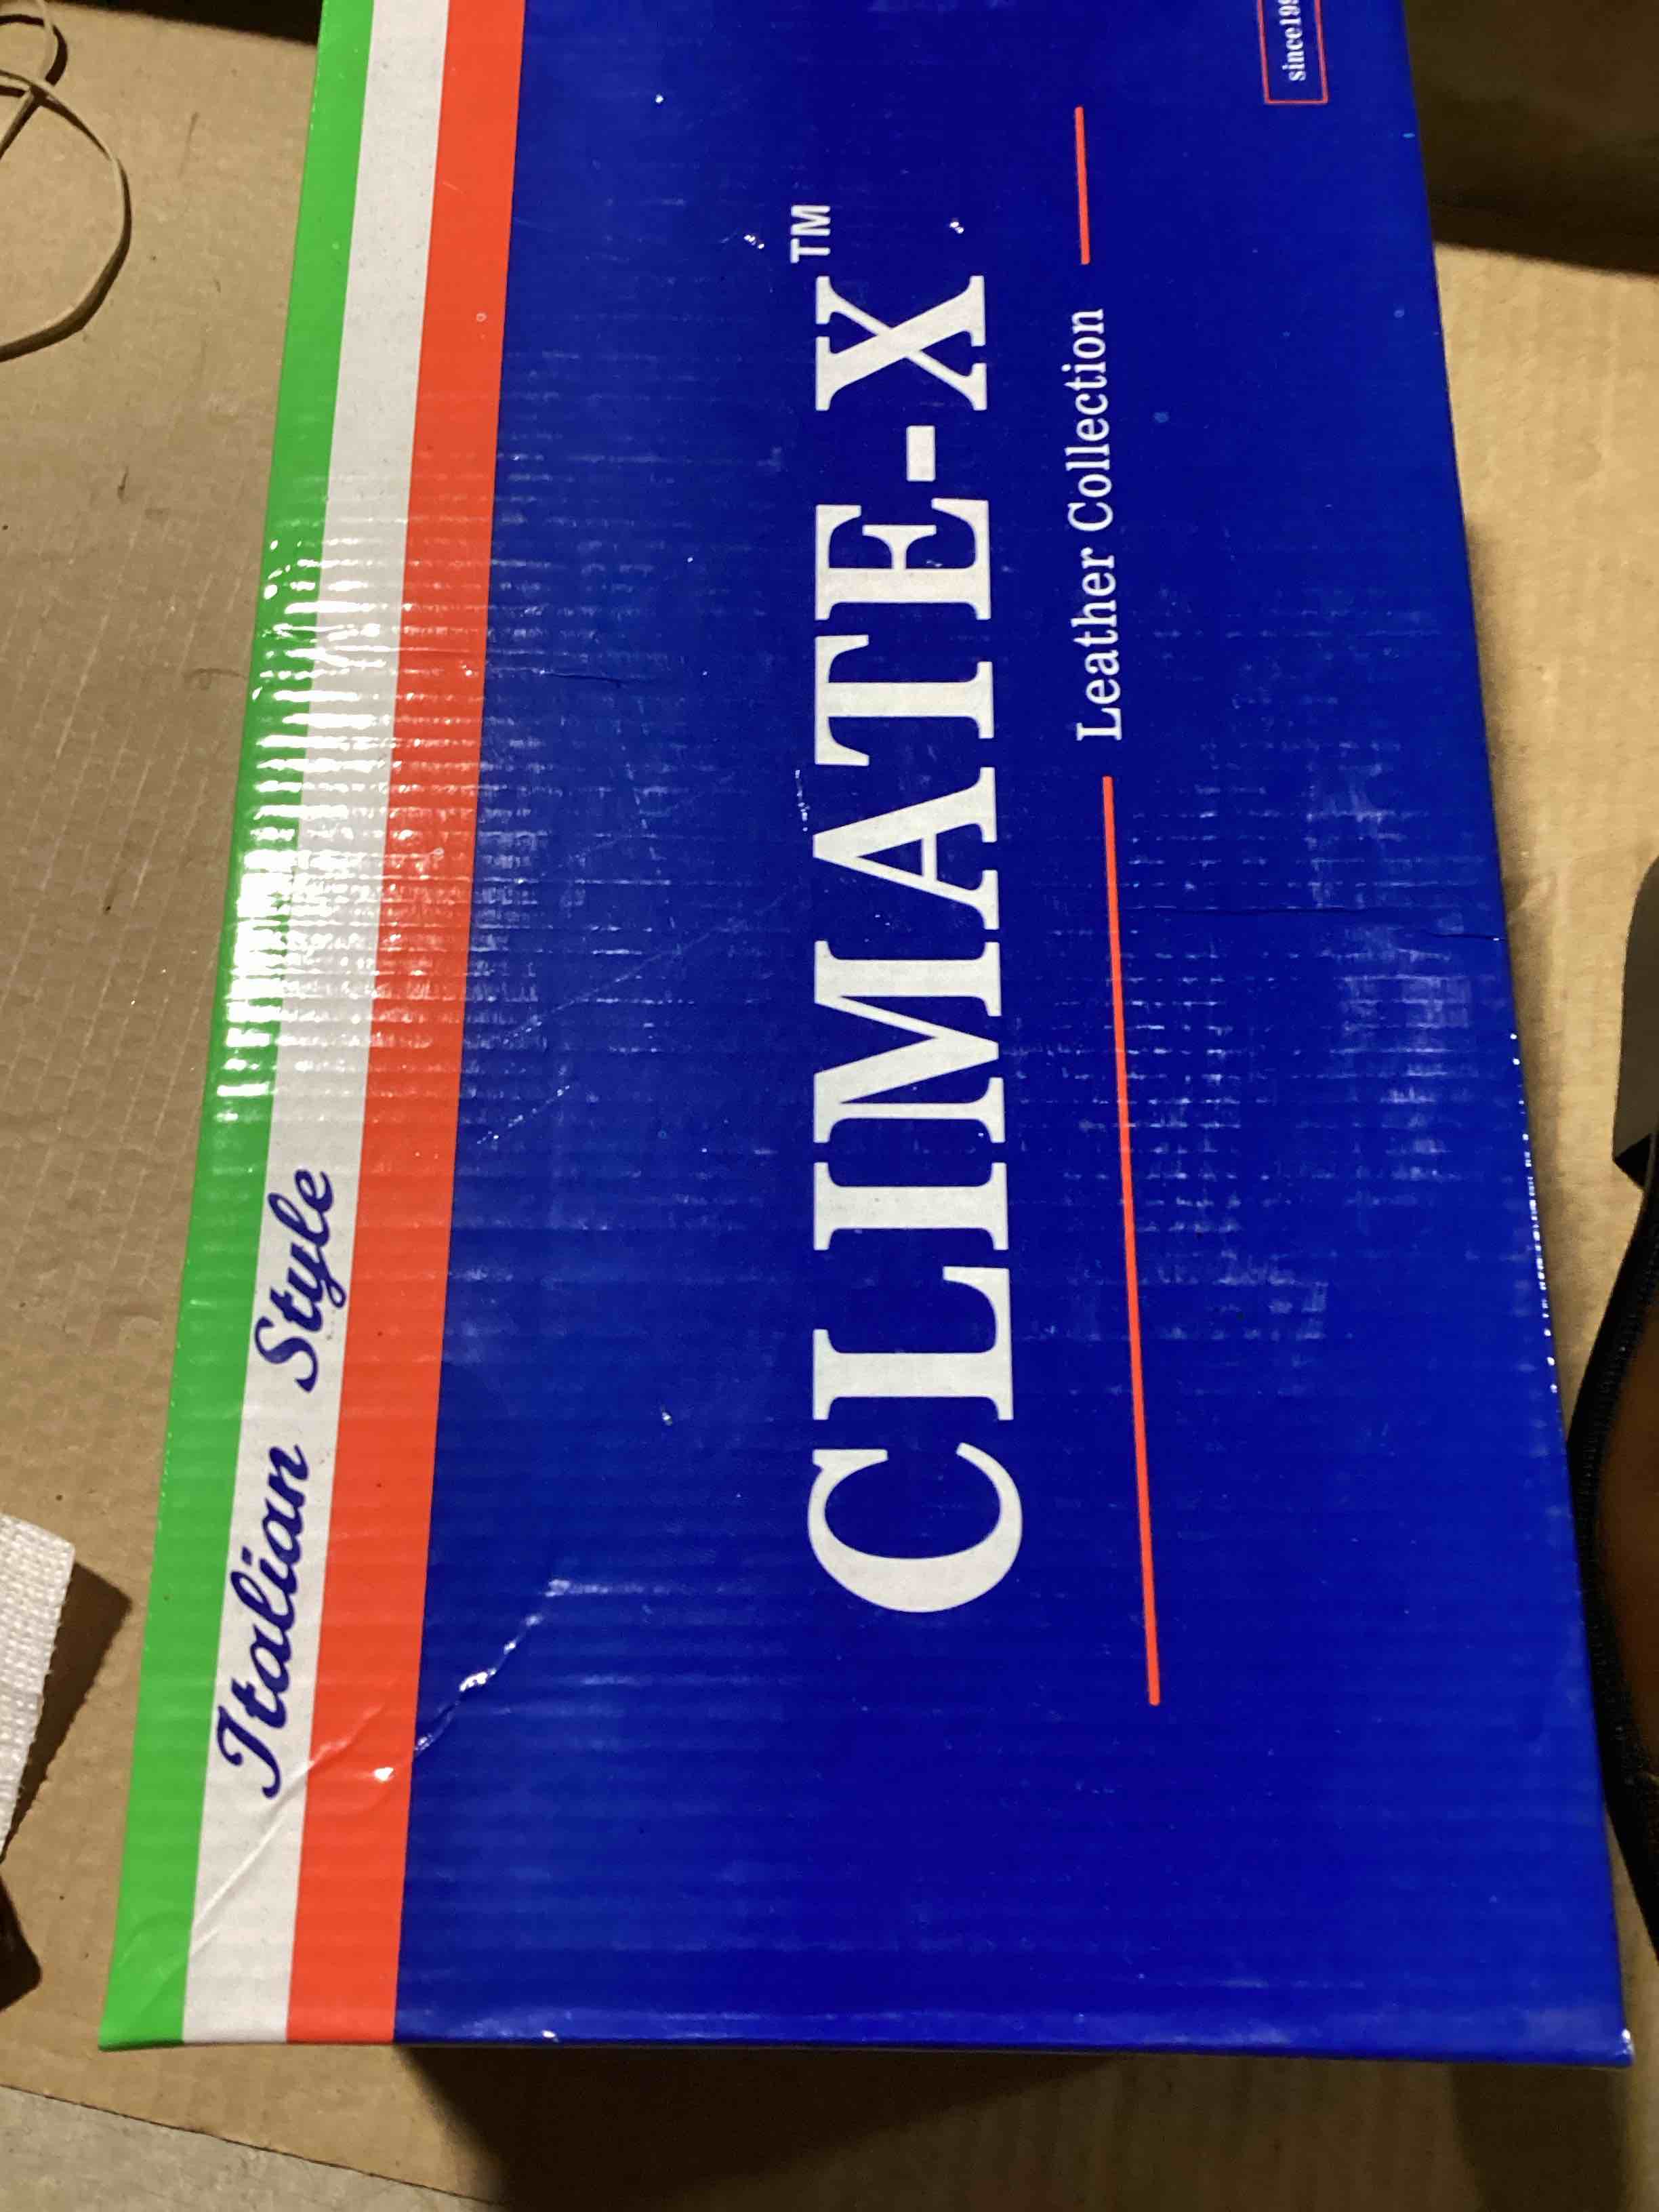 Italian Style
CLIMATE-X™
Leather Collection